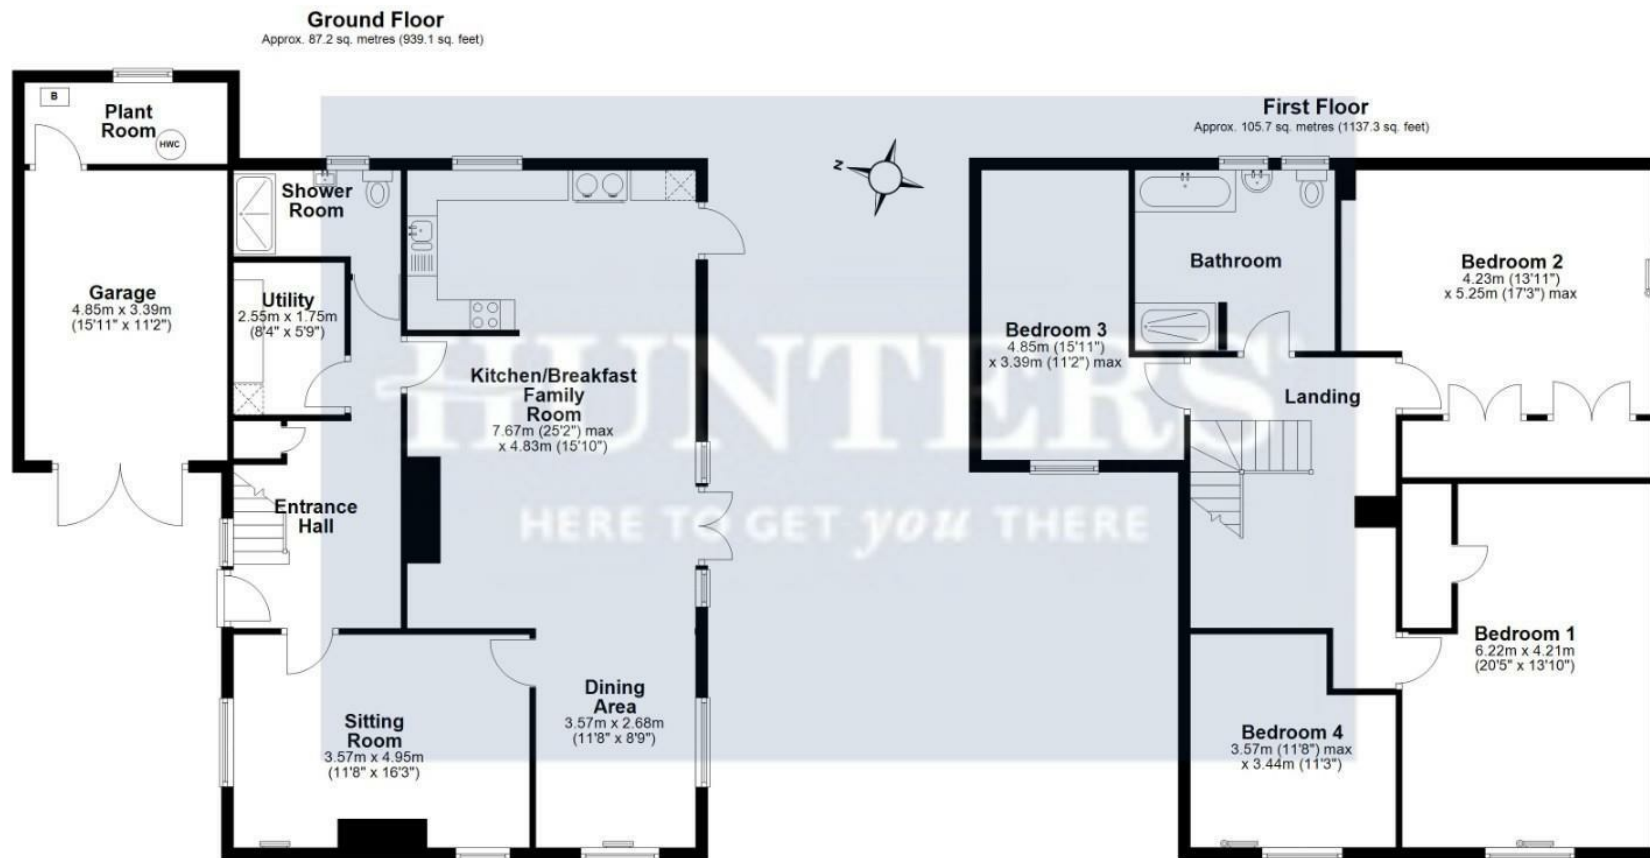 Ground Floor
Approx. 87.2 sq. metres (939.1 sq. feet)
B
Plant
Room
HWC
Shower
Room
Garage
4.85m x 3.39m
(15'11" x 11'2")
Utility
2.55m x 1.75m
(8'4" x 5'9")
Kitchen/Breakfast
Family
Room
7.67m (25'2") max
x 4.83m (15'10")
Entrance
Hall
Sitting
Room
3.57m x 4.95m
(11'8" x 16'3")
Dining
Area
3.57m x 2.68m
(11'8" x 8'9")
N
First Floor
Approx. 105.7 sq. metres (1137.3 sq. feet)
Bathroom
Bedroom 2
4.23m (13'11")
x 5.25m (17'3") max
Bedroom 3
4.85m (15'11")
x 3.39m (11'2") max
Landing
Bedroom 1
6.22m x 4.21m
(20'5" x 13'10")
Bedroom 4
3.57m (11'8") max
x 3.44m (11'3")
HUNTERS
HERE TO GET you THERE